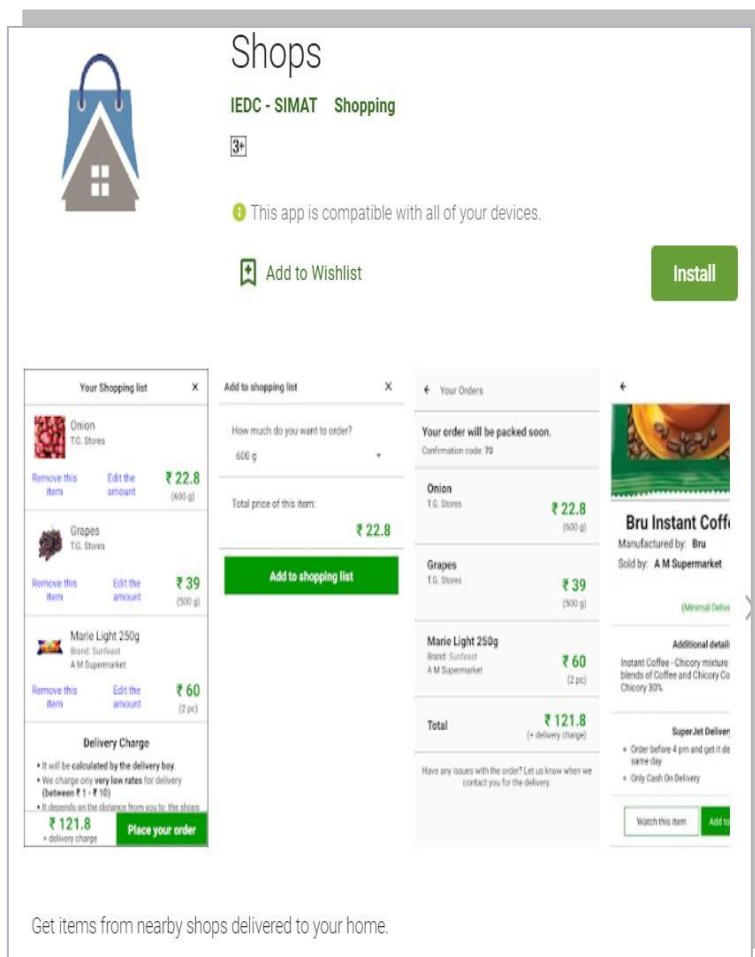 Shops
IEDC - SIMAT Shopping
3+
This app is compatible with all of your devices.
Add to Wishlist
Install
Your Shopping list X
Onion
T.G. Stores
Remove this item Edit the amount ₹ 22.8
(600 g)
Grapes
T.G. Stores
Remove this item Edit the amount ₹ 39
(500 g)
Marie Light 250g
Brand: Sunfeast
A M Supermarket
Remove this item Edit the amount ₹ 60
(2 pc)
Delivery Charge
• It will be calculated by the delivery boy.
• We charge ony very low rates for delivery
(between ₹ 1 - ₹ 10)
• It depends on the distance from you to the shops
₹ 121.8
+ delivery charge
Place your order
Add to shopping list X
How much do you want to order?
600 g
Total price of this item:
₹ 22.8
Add to shopping list
Your Orders
Your order will be packed soon.
Confirmation code: 70
Onion
T.G. Stores
₹ 22.8
(600 g)
Grapes
T.G. Stores
₹ 39
(500 g)
Marie Light 250g
Brand: Sunfeast
A M Supermarket
₹ 60
(2 pc)
Total ₹ 121.8
(+ delivery charge)
Have any issues with the order? Let us know when we
contact you for the delivery.
Bru Instant Coff
Manufactured by: Bru
Sold by: A M Supermarket
(Minimal Delive
Additional detail
Instant Coffee - Chicory mixture
blends of Coffee and Chicory Co
Chicory 30%
SuperJet Deliver
Order before 4 pm and get it de
same day
Only Cash On Delivery
Watch this item
Add to
Get items from nearby shops delivered to your home.